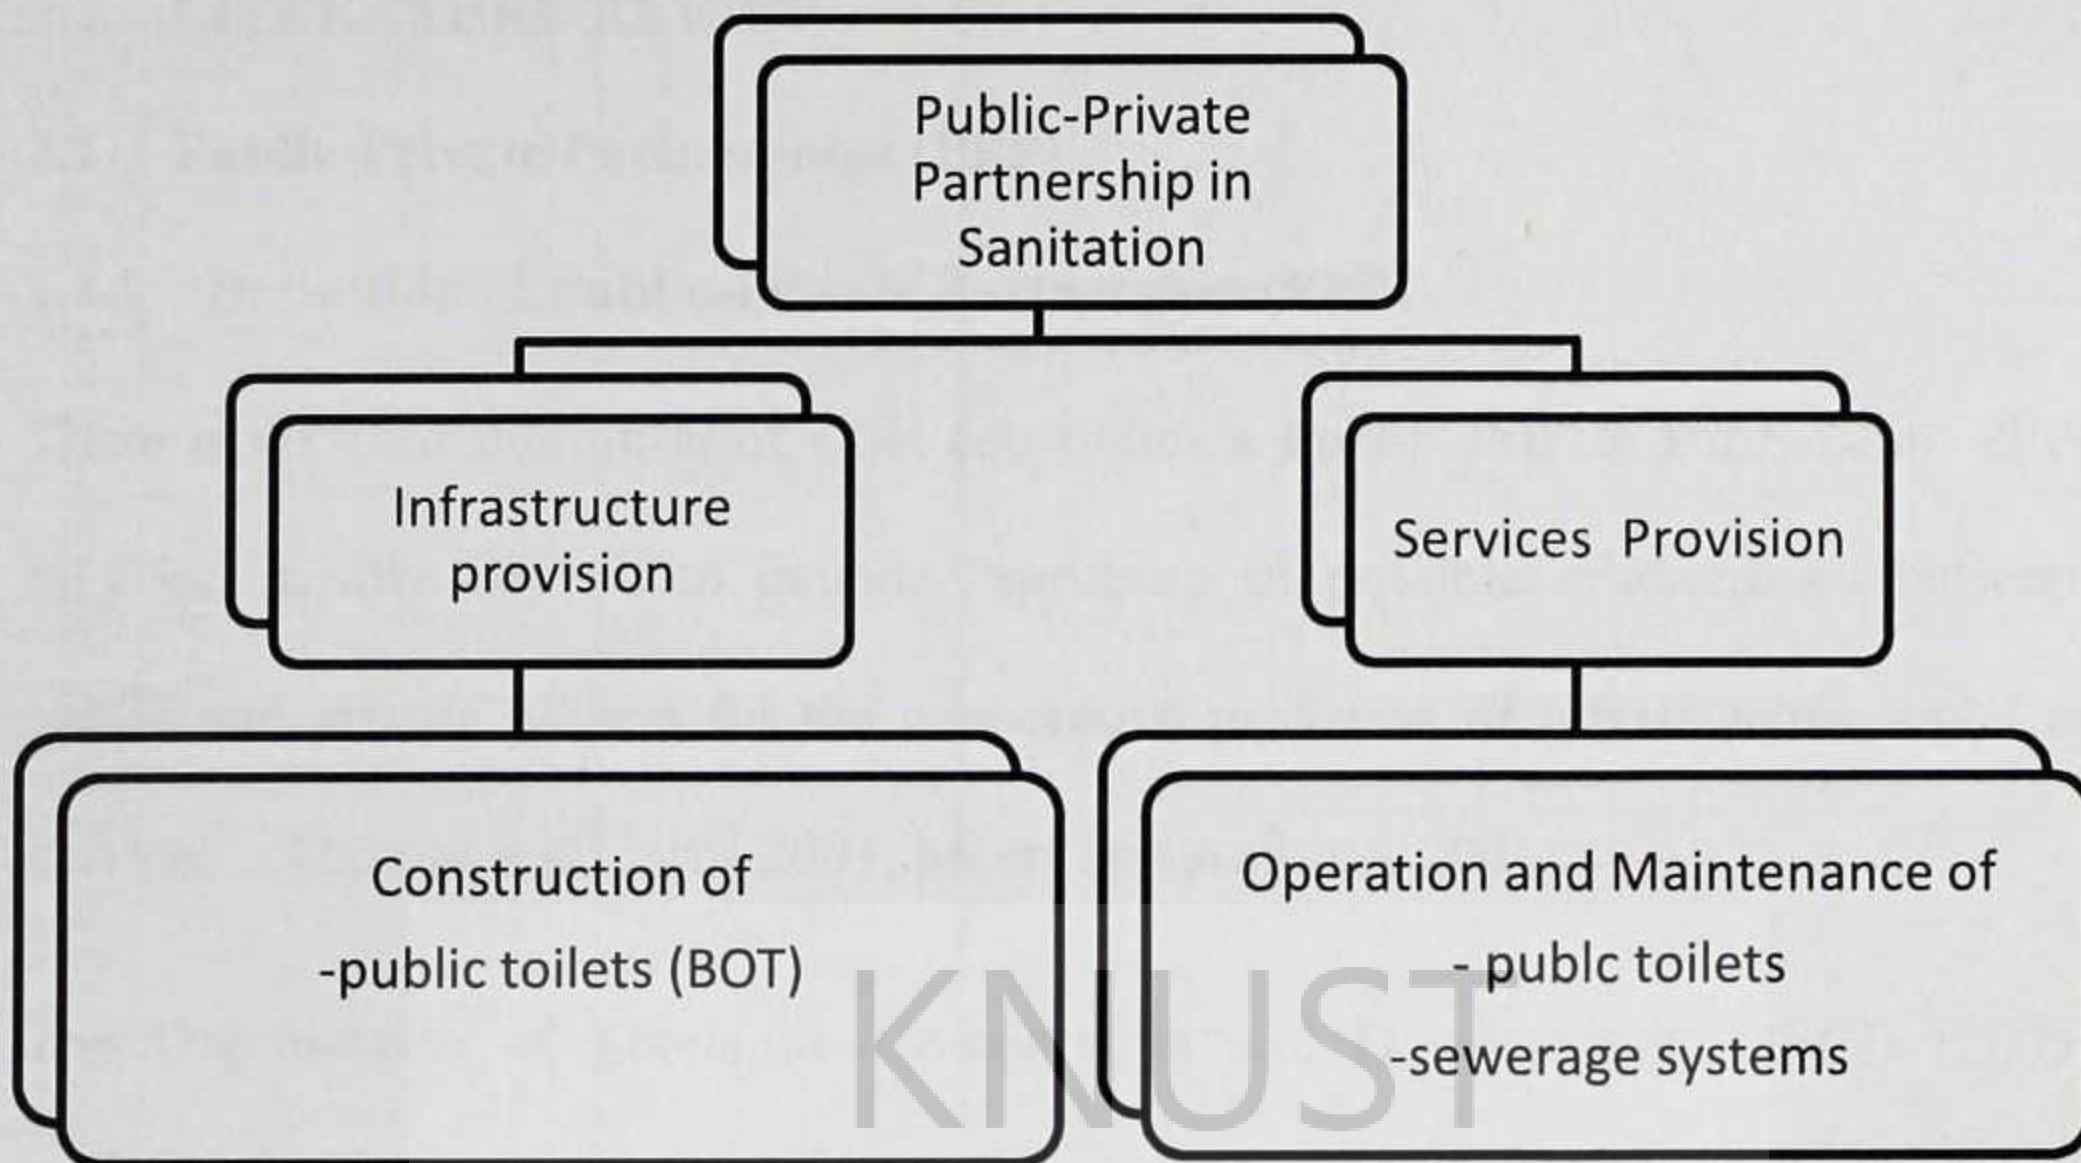 Public-Private
Partnership in
Sanitation
Infrastructure
provision
Services Provision
Construction of
-public toilets (BOT)
Operation and Maintenance of
- publc toilets
-sewerage systems
KNUST